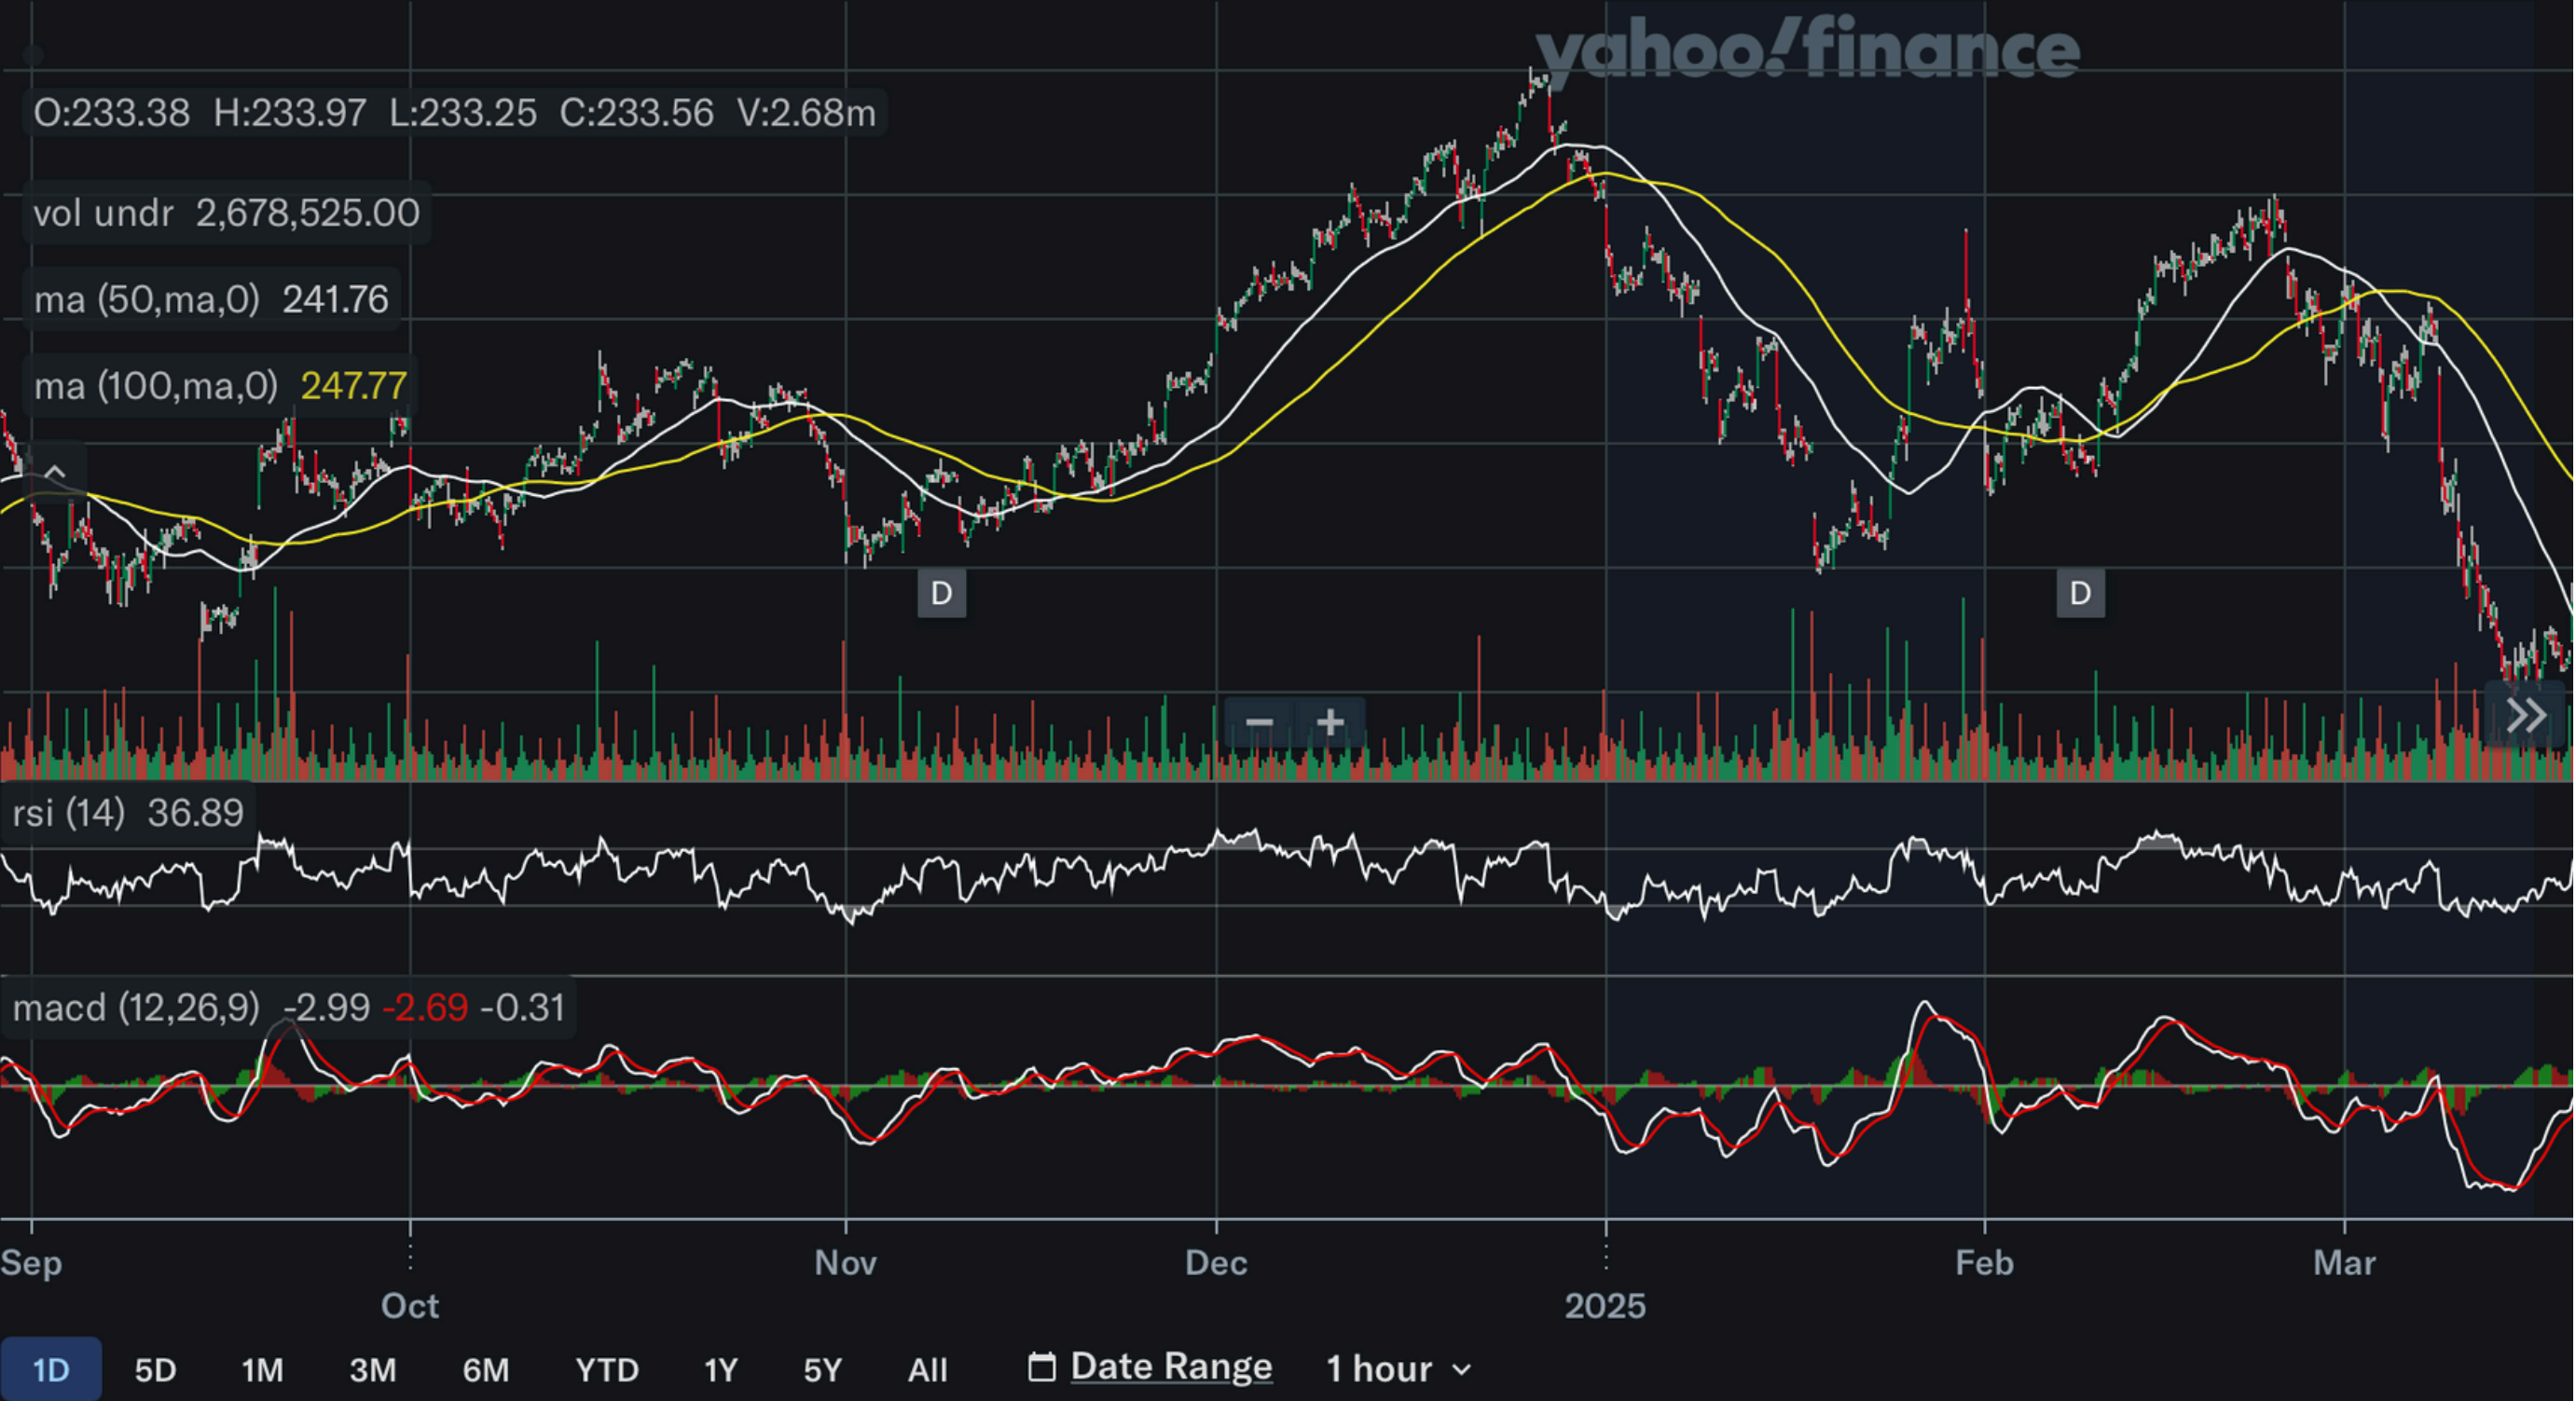 yahoo!finance
O:233.38 H:233.97 L:233.25 C:233.56 V:2.68m
vol undr 2,678,525.00
ma (50,ma,0) 241.76
ma (100,ma,0) 247.77
D D
− +
rsi (14) 36.89
macd (12,26,9) -2.99 -2.69 -0.31
Sep Nov Dec Feb Mar
Oct 2025
1D 5D 1M 3M 6M YTD 1Y 5Y All Date Range 1 hour